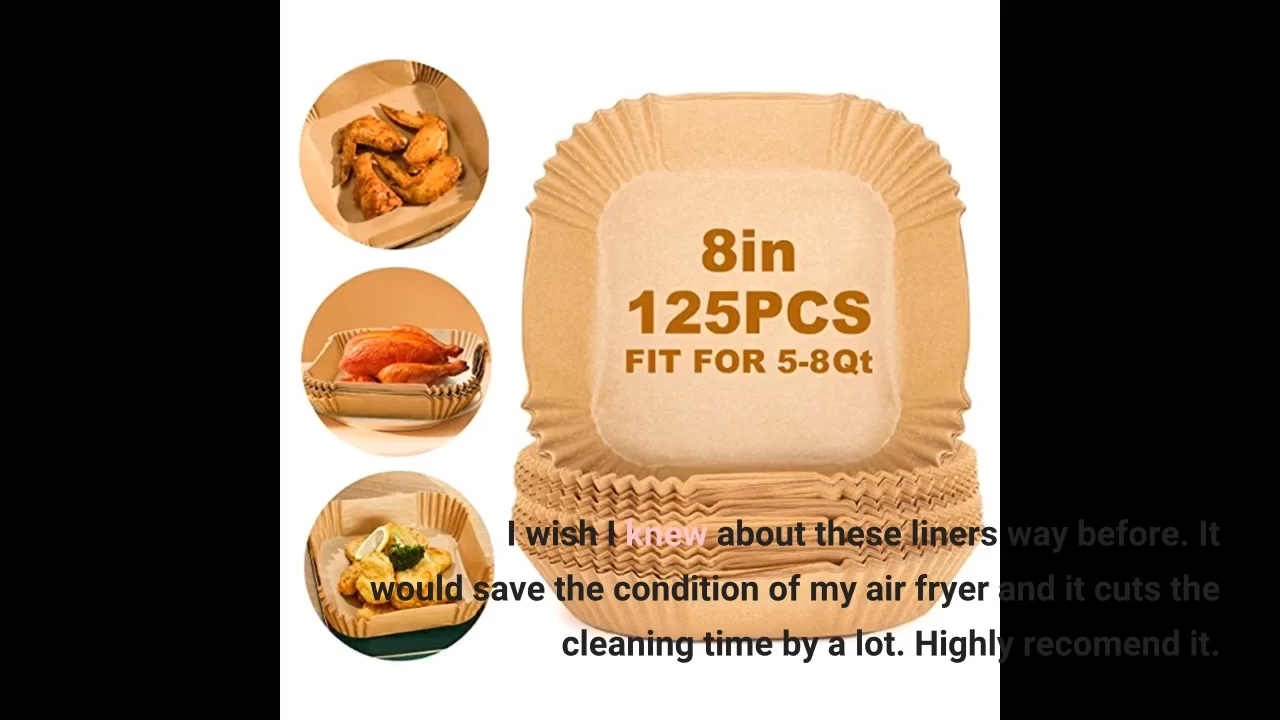 8in
125PCS
FIT FOR 5-8Qt
I wish I knew about these liners way before. It
would save the condition of my air fryer and it cuts the
cleaning time by a lot. Highly recomend it.